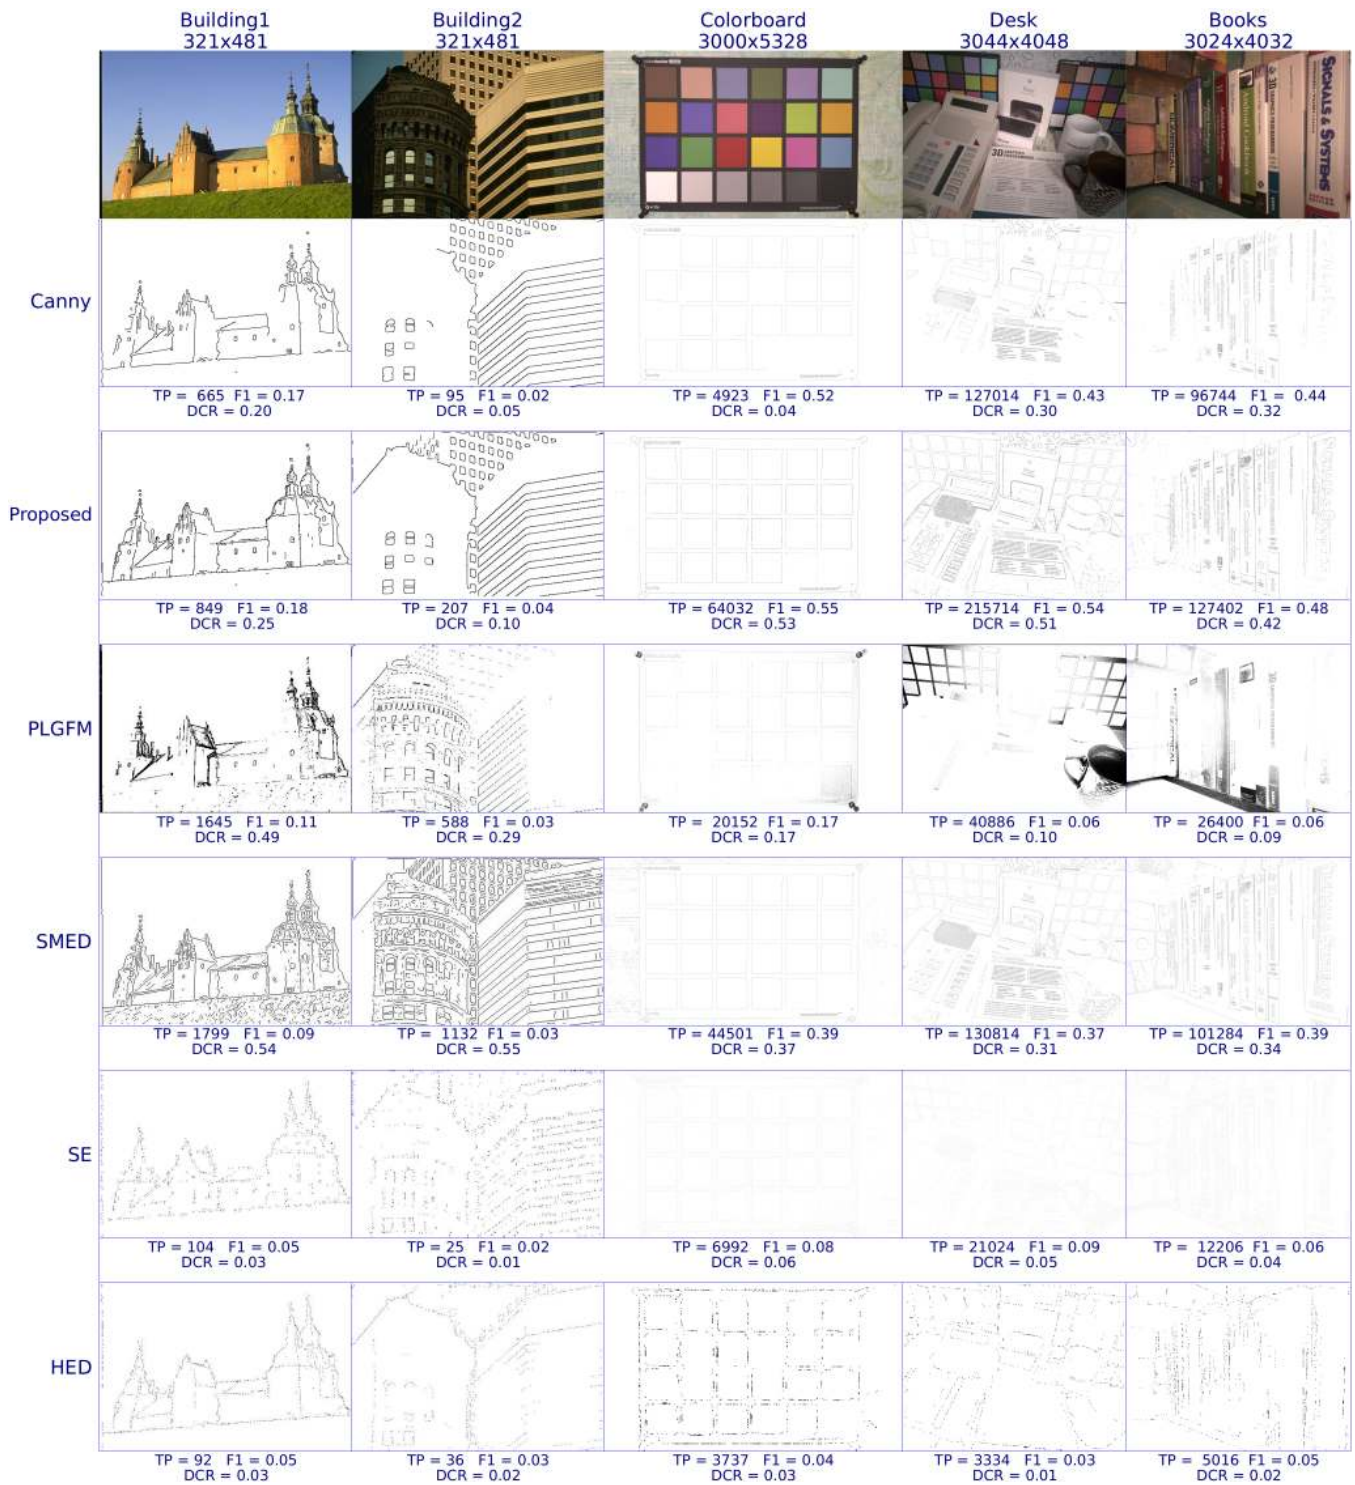 Building1
321x481
Building2
321x481
Colorboard
3000x5328
Desk
3044x4048
Books
3024x4032
3D
SIGNALS & SYSTEMS
Canny
TP = 665 F1 = 0.17
DCR = 0.20
TP = 95 F1 = 0.02
DCR = 0.05
TP = 4923 F1 = 0.52
DCR = 0.04
TP = 127014 F1 = 0.43
DCR = 0.30
TP = 96744 F1 = 0.44
DCR = 0.32
Proposed
TP = 849 F1 = 0.18
DCR = 0.25
TP = 207 F1 = 0.04
DCR = 0.10
TP = 64032 F1 = 0.55
DCR = 0.53
TP = 215714 F1 = 0.54
DCR = 0.51
TP = 127402 F1 = 0.48
DCR = 0.42
PLGFM
TP = 1645 F1 = 0.11
DCR = 0.49
TP = 588 F1 = 0.03
DCR = 0.29
TP = 20152 F1 = 0.17
DCR = 0.17
TP = 40886 F1 = 0.06
DCR = 0.10
TP = 26400 F1 = 0.06
DCR = 0.09
SMED
TP = 1799 F1 = 0.09
DCR = 0.54
TP = 1132 F1 = 0.03
DCR = 0.55
TP = 44501 F1 = 0.39
DCR = 0.37
TP = 130814 F1 = 0.37
DCR = 0.31
TP = 101284 F1 = 0.39
DCR = 0.34
SE
TP = 104 F1 = 0.05
DCR = 0.03
TP = 25 F1 = 0.02
DCR = 0.01
TP = 6992 F1 = 0.08
DCR = 0.06
TP = 21024 F1 = 0.09
DCR = 0.05
TP = 12206 F1 = 0.06
DCR = 0.04
HED
TP = 92 F1 = 0.05
DCR = 0.03
TP = 36 F1 = 0.03
DCR = 0.02
TP = 3737 F1 = 0.04
DCR = 0.03
TP = 3334 F1 = 0.03
DCR = 0.01
TP = 5016 F1 = 0.05
DCR = 0.02